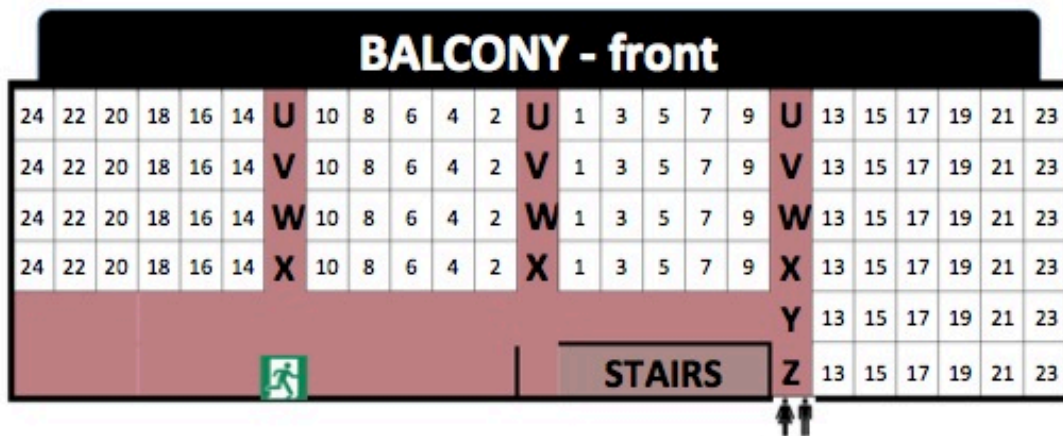 BALCONY - front
24 22 20 18 16 14 U 10 8 6 4 2 U 1 3 5 7 9 U 13 15 17 19 21 23
24 22 20 18 16 14 V 10 8 6 4 2 V 1 3 5 7 9 V 13 15 17 19 21 23
24 22 20 18 16 14 W 10 8 6 4 2 W 1 3 5 7 9 W 13 15 17 19 21 23
24 22 20 18 16 14 X 10 8 6 4 2 X 1 3 5 7 9 X 13 15 17 19 21 23
Y 13 15 17 19 21 23
STAIRS Z 13 15 17 19 21 23